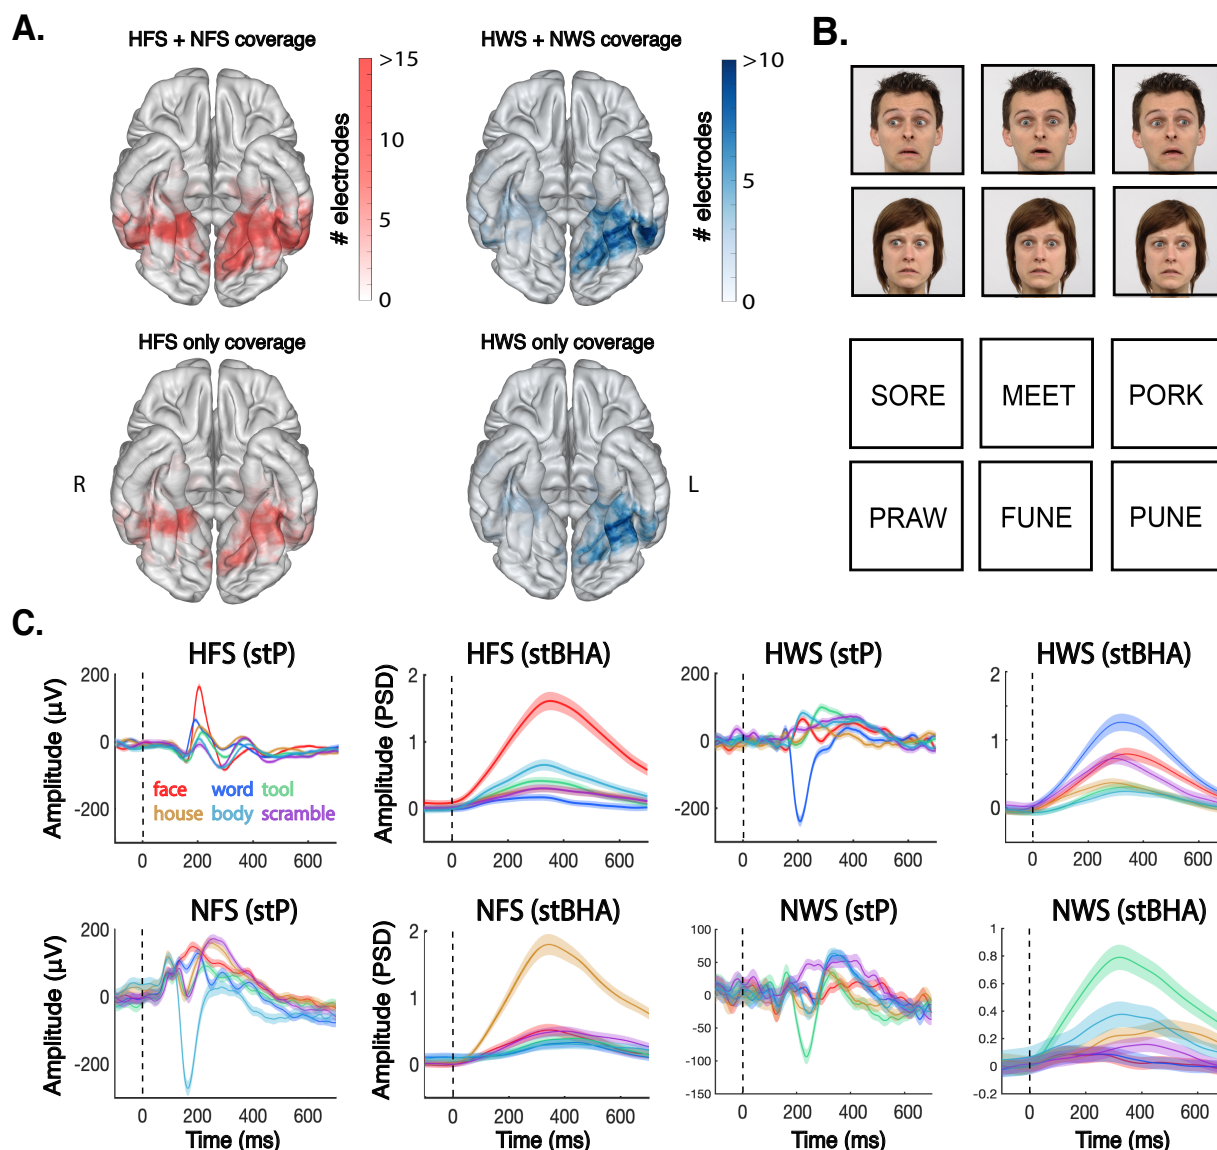 A.
HFS + NFS coverage
>15
10
5
0
# electrodes
HWS + NWS coverage
>10
5
0
# electrodes
HFS only coverage
HWS only coverage
R
L
B.
SORE
MEET
PORK
PRAW
FUNE
PUNE
C.
HFS (stP)
Amplitude (μV)
200
0
-200
face word tool
house body scramble
0 200 400 600
HFS (stBHA)
Amplitude (PSD)
2
1
0
0 200 400 600
HWS (stP)
200
0
-200
0 200 400 600
HWS (stBHA)
2
1
0
0 200 400 600
NFS (stP)
Amplitude (μV)
200
0
-200
0 200 400 600
Time (ms)
NFS (stBHA)
Amplitude (PSD)
2
1
0
0 200 400 600
Time (ms)
NWS (stP)
100
50
0
-50
-100
-150
0 200 400 600
Time (ms)
NWS (stBHA)
1
0.8
0.6
0.4
0.2
0
-0.2
0 200 400 600
Time (ms)